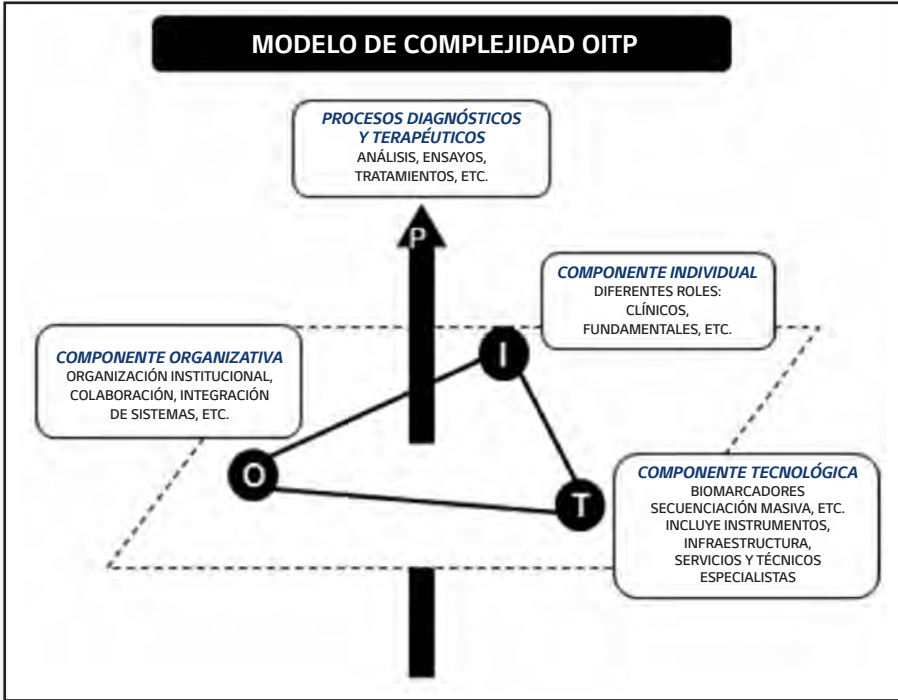 MODELO DE COMPLEJIDAD OITP
PROCESOS DIAGNÓSTICOS
Y TERAPÉUTICOS
ANÁLISIS, ENSAYOS,
TRATAMIENTOS, ETC.
P
COMPONENTE INDIVIDUAL
DIFERENTES ROLES:
CLÍNICOS,
FUNDAMENTALES, ETC.
I
COMPONENTE ORGANIZATIVA
ORGANIZACIÓN INSTITUCIONAL,
COLABORACIÓN, INTEGRACIÓN
DE SISTEMAS, ETC.
O
T
COMPONENTE TECNOLÓGICA
BIOMARCADORES
SECUENCIACIÓN MASIVA, ETC.
INCLUYE INSTRUMENTOS,
INFRAESTRUCTURA,
SERVICIOS Y TÉCNICOS
ESPECIALISTAS